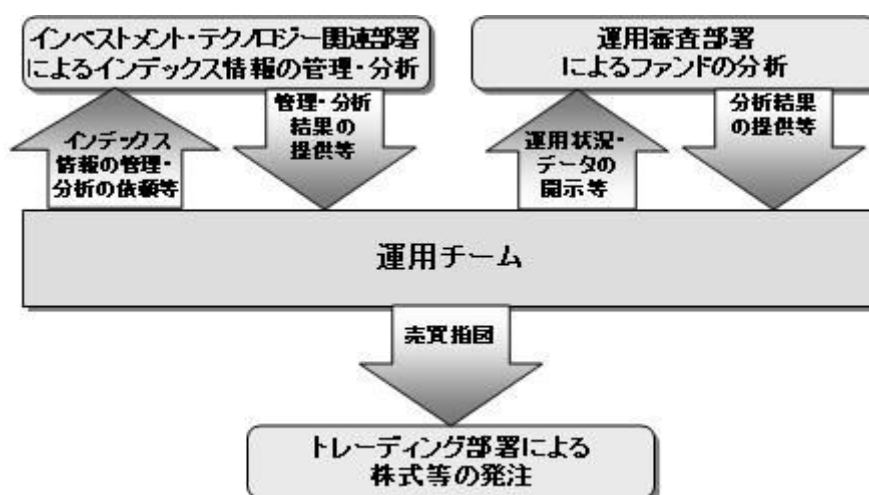 インベストメント・テクノロジー関連部署
によるインデックス情報の管理・分析
運用審査部署
によるファンドの分析
インデックス
情報の管理・
分析の依頼等
管理・分析
結果の
提供等
運用状況・
データの
開示等
分析結果
の提供等
運用チーム
売買指図
トレーディング部署による
株式等の発注